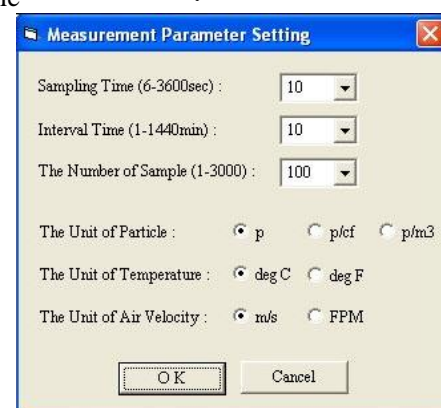 Measurement Parameter Setting
Sampling Time (6-3600sec) : 10
Interval Time (1-1440min) : 10
The Number of Sample (1-3000) : 100
The Unit of Particle : p p/cf p/m3
The Unit of Temperature : deg C deg F
The Unit of Air Velocity : m/s FPM
OK Cancel